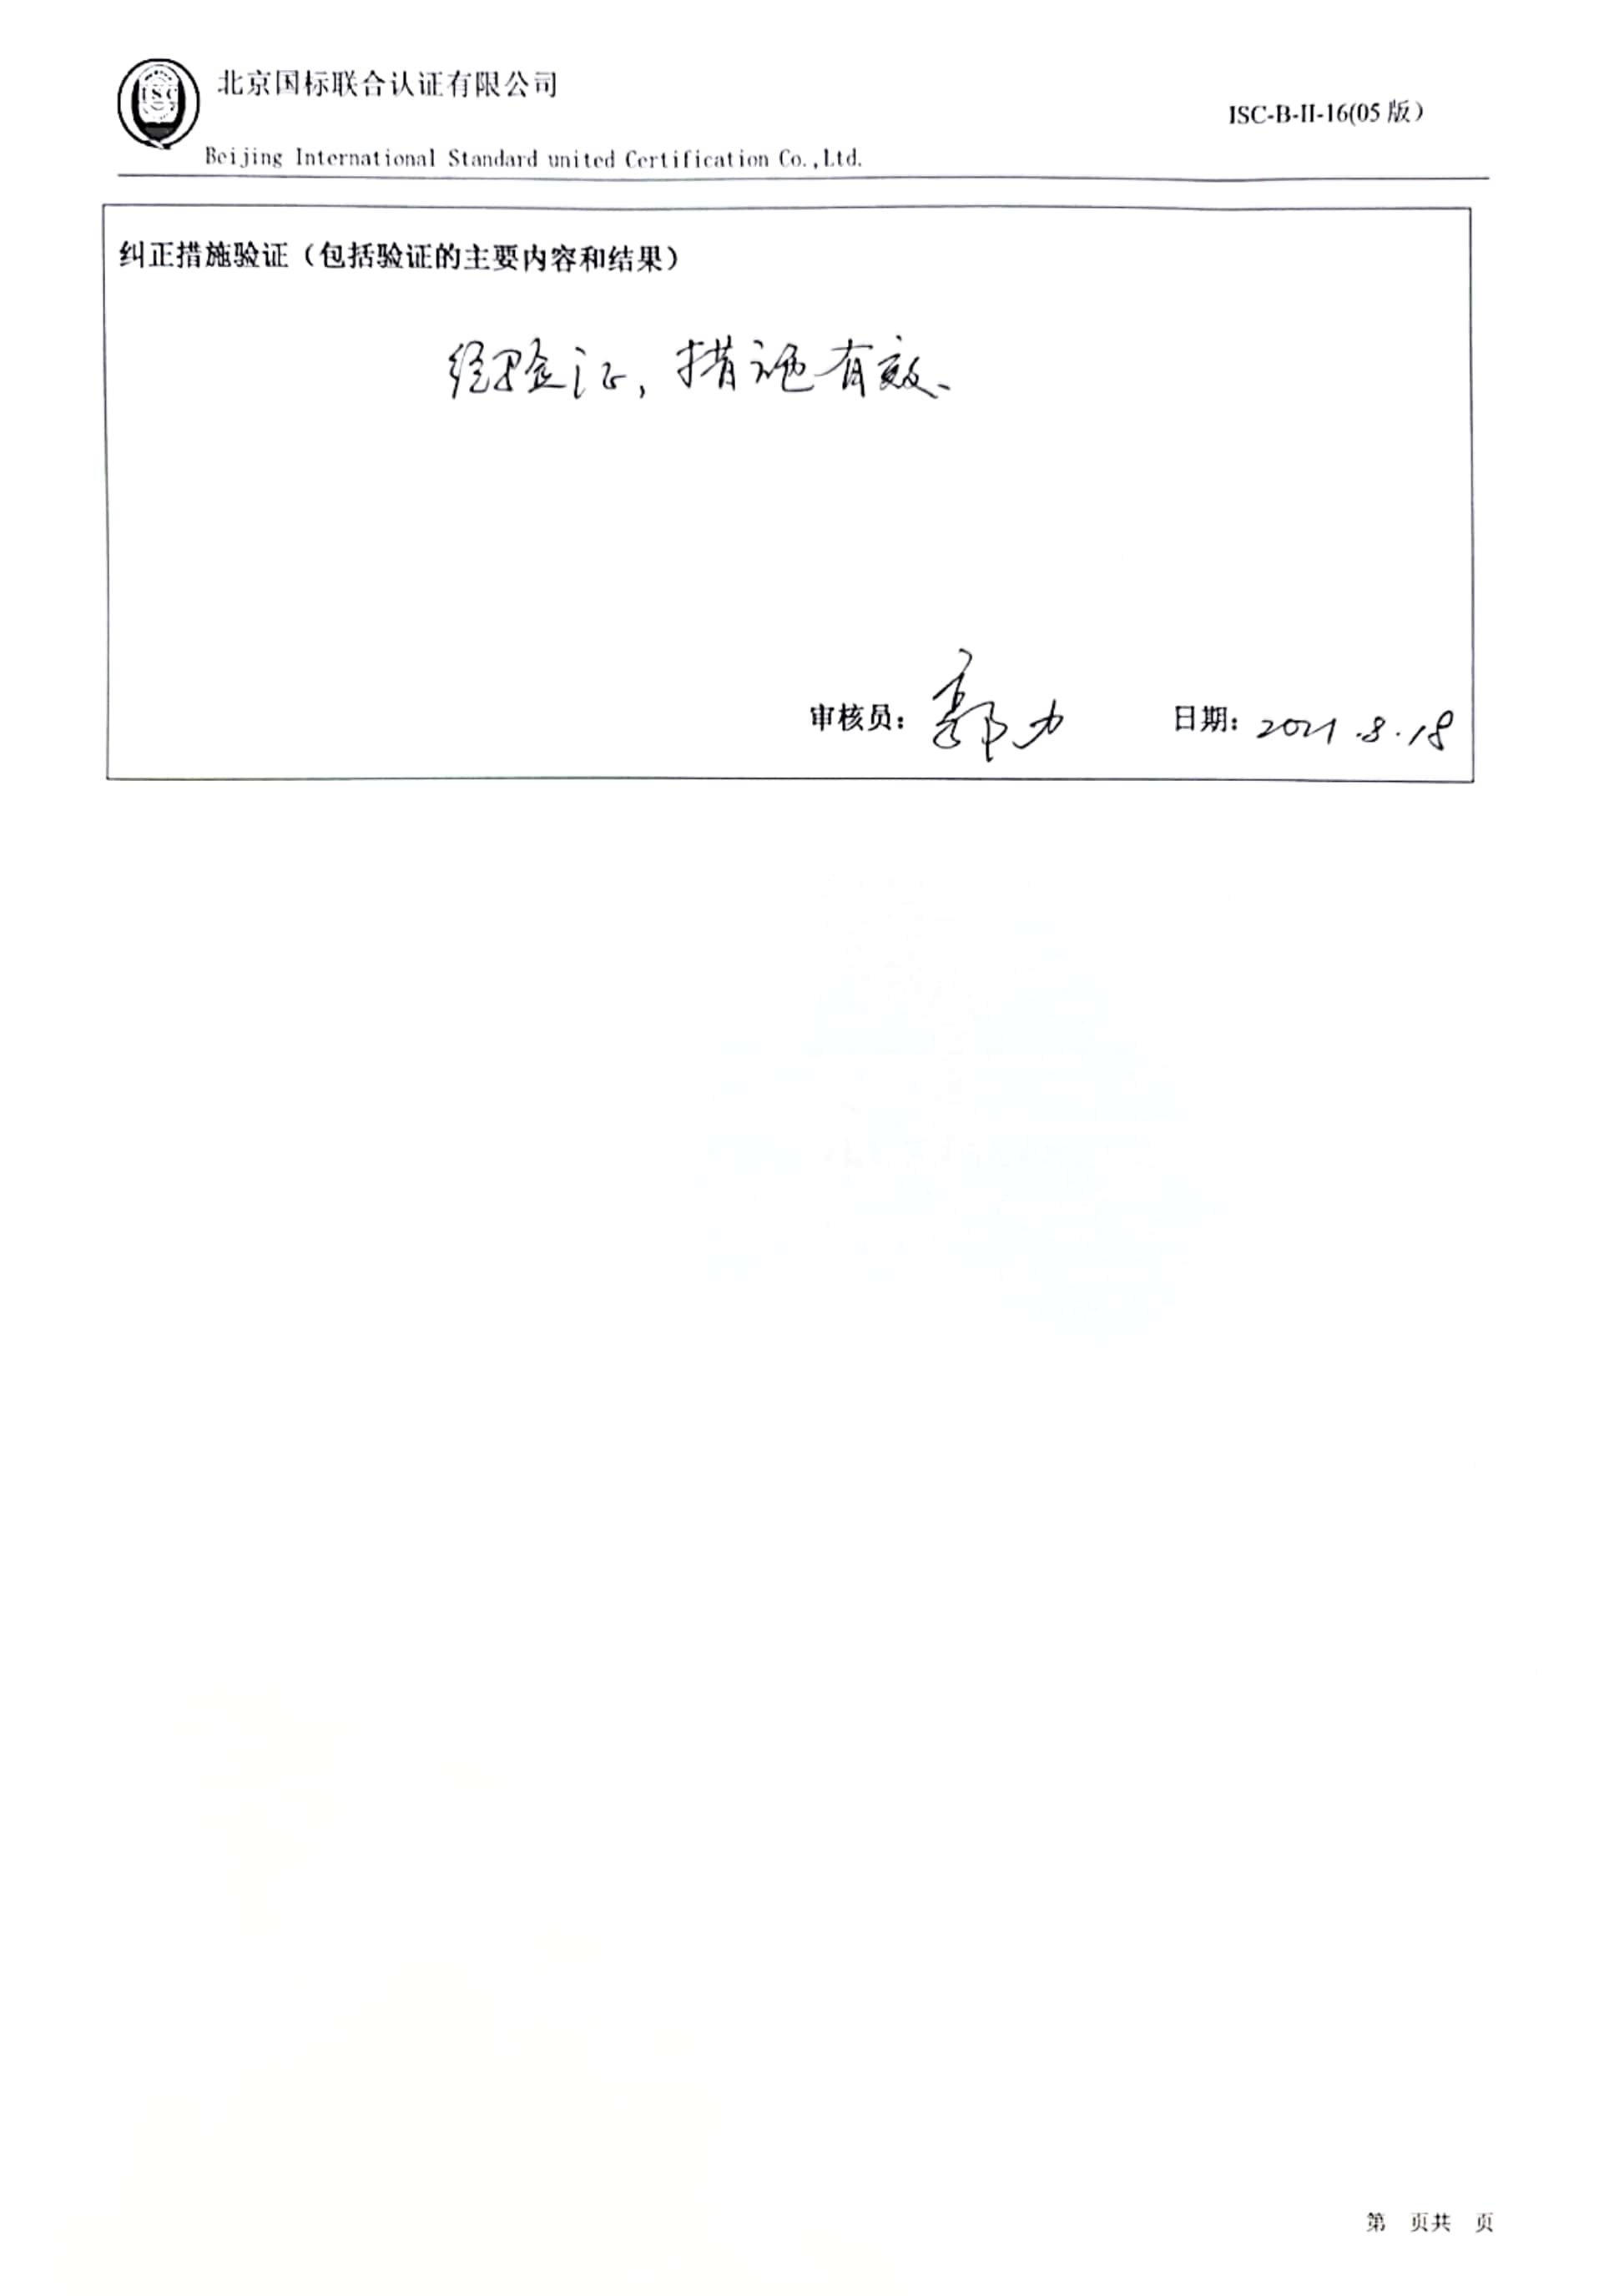 北京国标联合认证有限公司
ISC-B-II-16(05 版）
Beijing International Standard united Certification Co.,Ltd.
纠正措施验证（包括验证的主要内容和结果）
经验证,措施有效、
审核员：郭力 日期：2021.8.18
第 页共 页